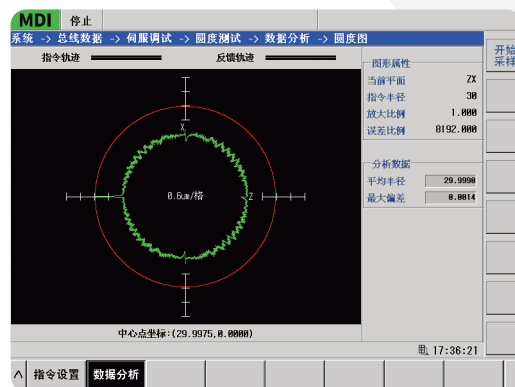 MDI 停止
系统 -> 总线数据 -> 伺服调试 -> 圆度测试 -> 数据分析 -> 圆度图
指令轨迹 反馈轨迹
开始
采样
图形属性
当前平面 ZX
指令半径 30
放大比例 1.000
误差比例 8192.000
分析数据
平均半径 29.9990
最大偏差 0.0014
X
0.6um/格 Z
中心点坐标:(29.9975,0.0000)
17:36:21
^ 指令设置 数据分析